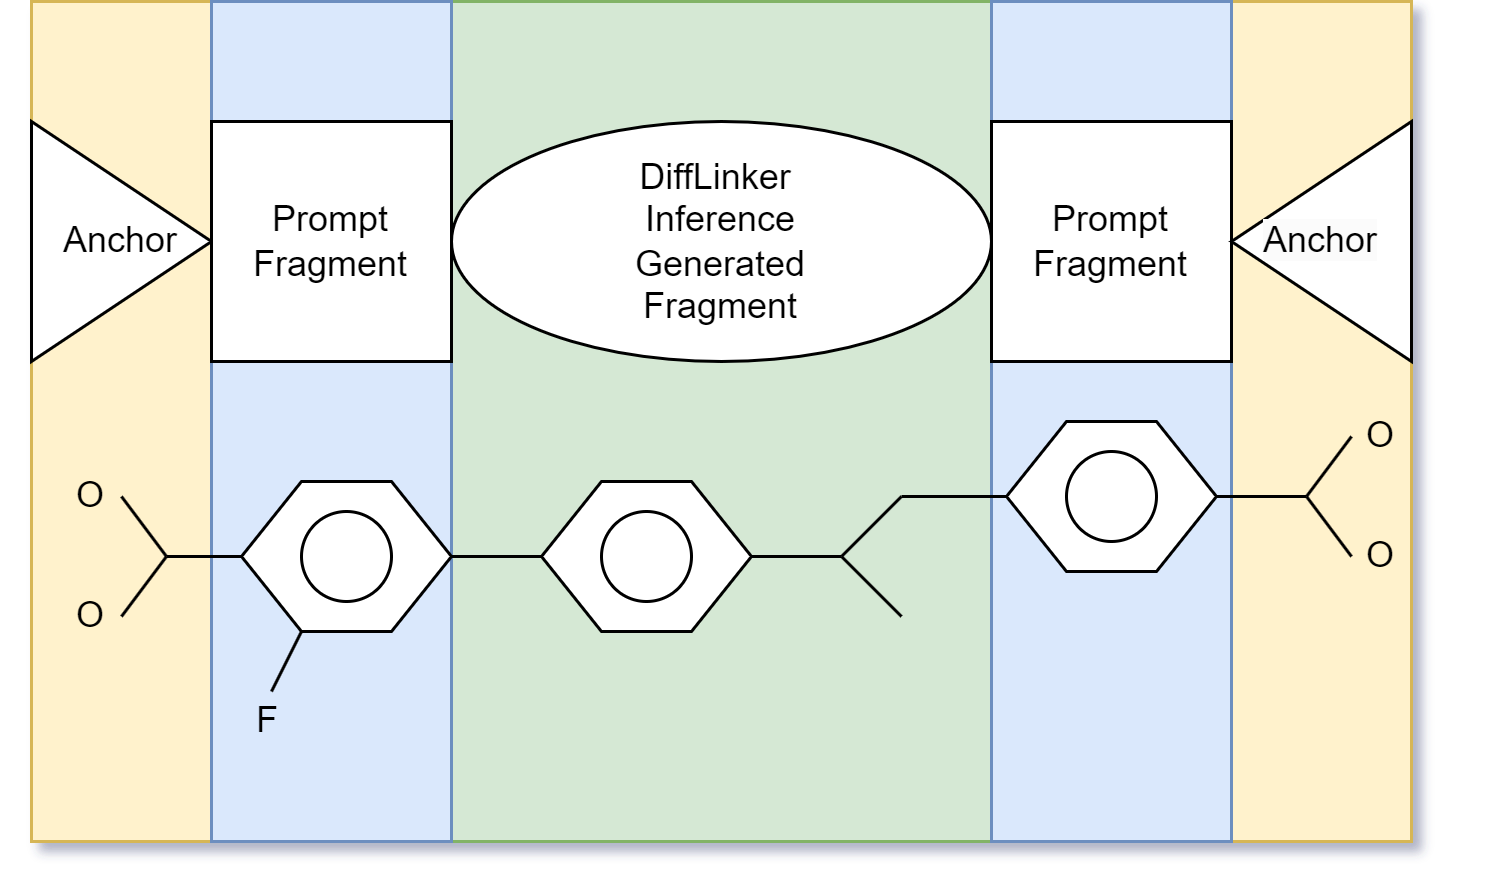 Anchor
Prompt
Fragment
DiffLinker
Inference
Generated
Fragment
Prompt
Fragment
Anchor
O
O
F
O
O